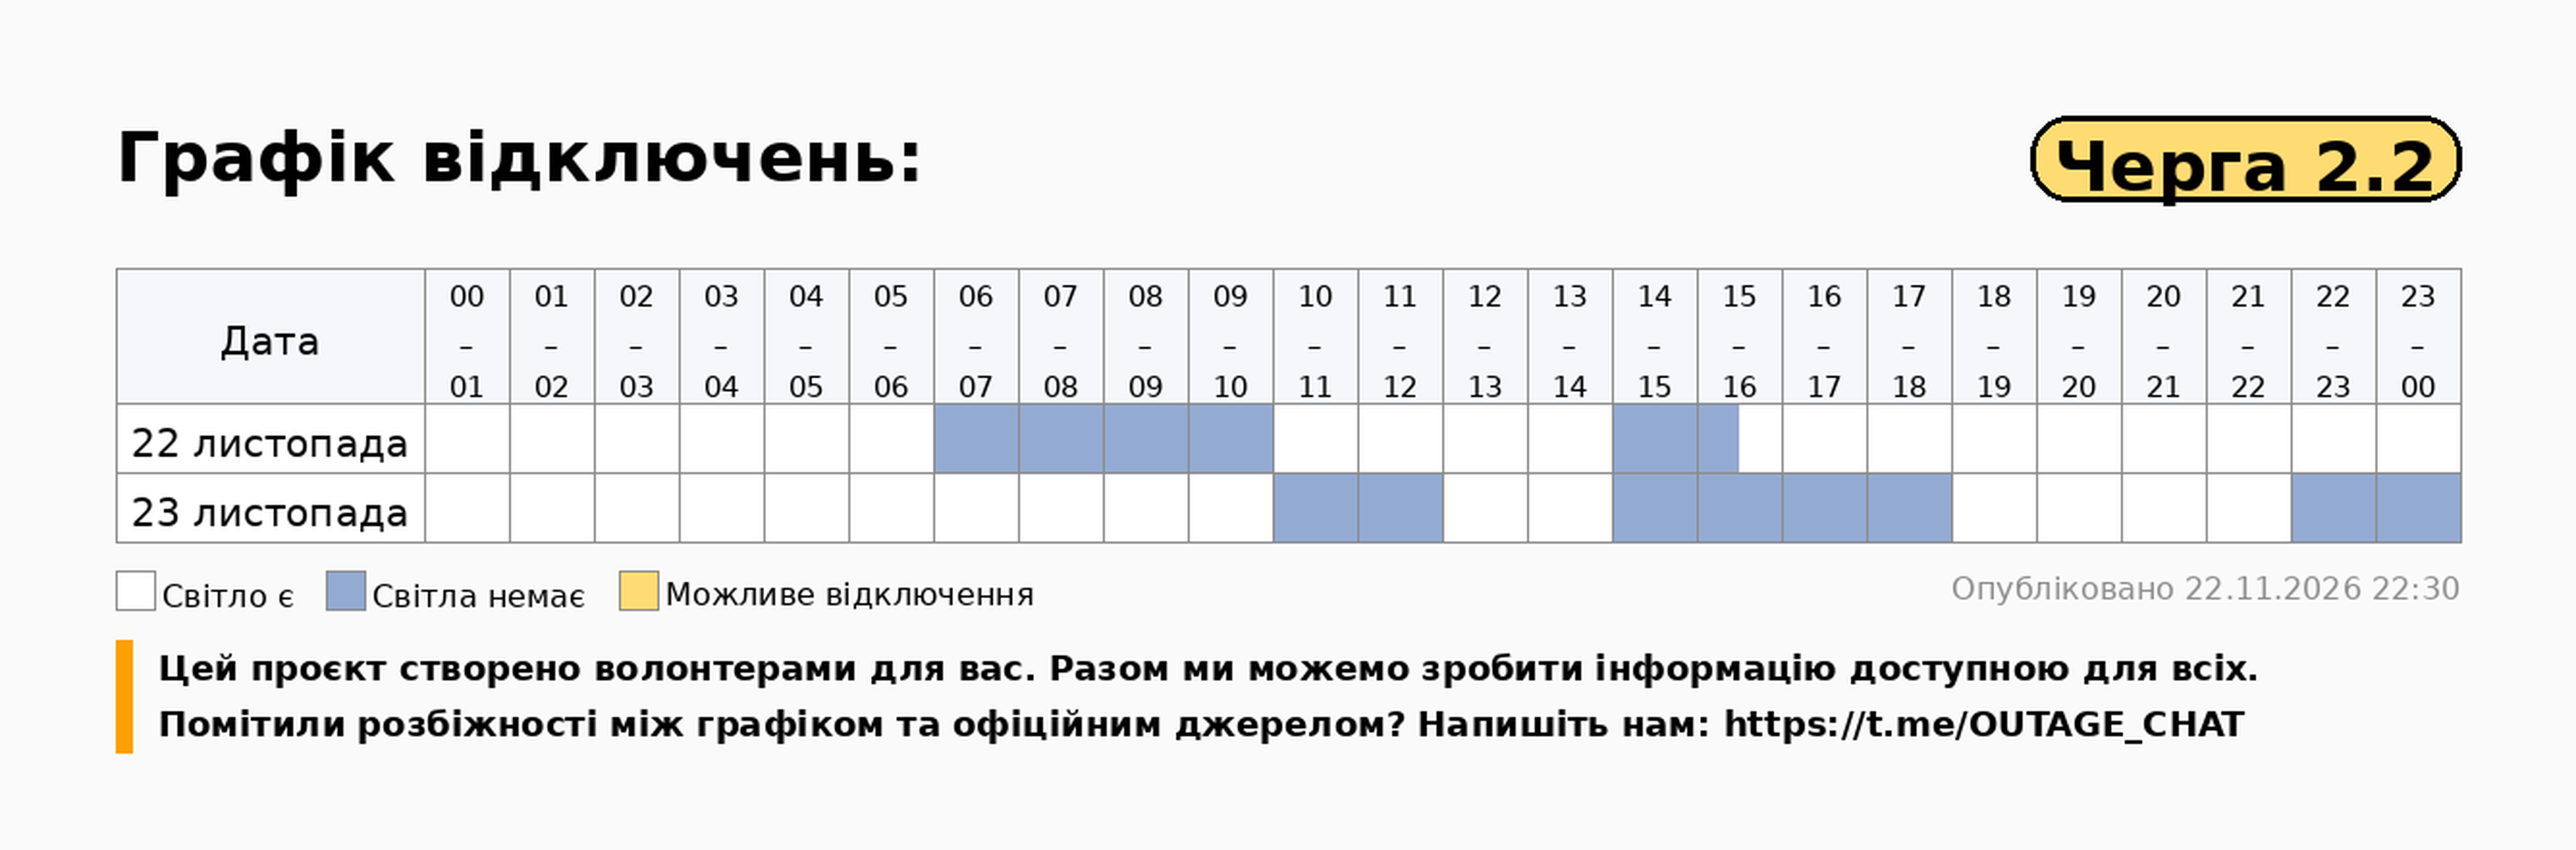 Графік відключень:
Черга 2.2
Дата
00 – 01
01 – 02
02 – 03
03 – 04
04 – 05
05 – 06
06 – 07
07 – 08
08 – 09
09 – 10
10 – 11
11 – 12
12 – 13
13 – 14
14 – 15
15 – 16
16 – 17
17 – 18
18 – 19
19 – 20
20 – 21
21 – 22
22 – 23
23 – 00
22 листопада
23 листопада
Світло є
Світла немає
Можливе відключення
Опубліковано 22.11.2026 22:30
Цей проєкт створено волонтерами для вас. Разом ми можемо зробити інформацію доступною для всіх.
Помітили розбіжності між графіком та офіційним джерелом? Напишіть нам: https://t.me/OUTAGE_CHAT